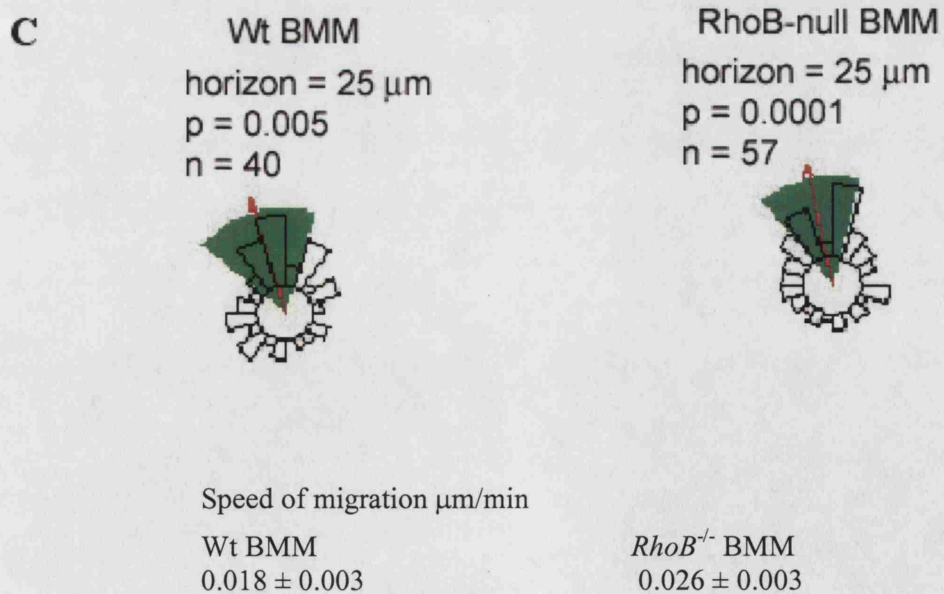 C
Wt BMM
horizon = 25 μm
p = 0.005
n = 40
RhoB-null BMM
horizon = 25 μm
p = 0.0001
n = 57
Speed of migration μm/min
Wt BMM
0.018 ± 0.003
RhoB-/- BMM
0.026 ± 0.003